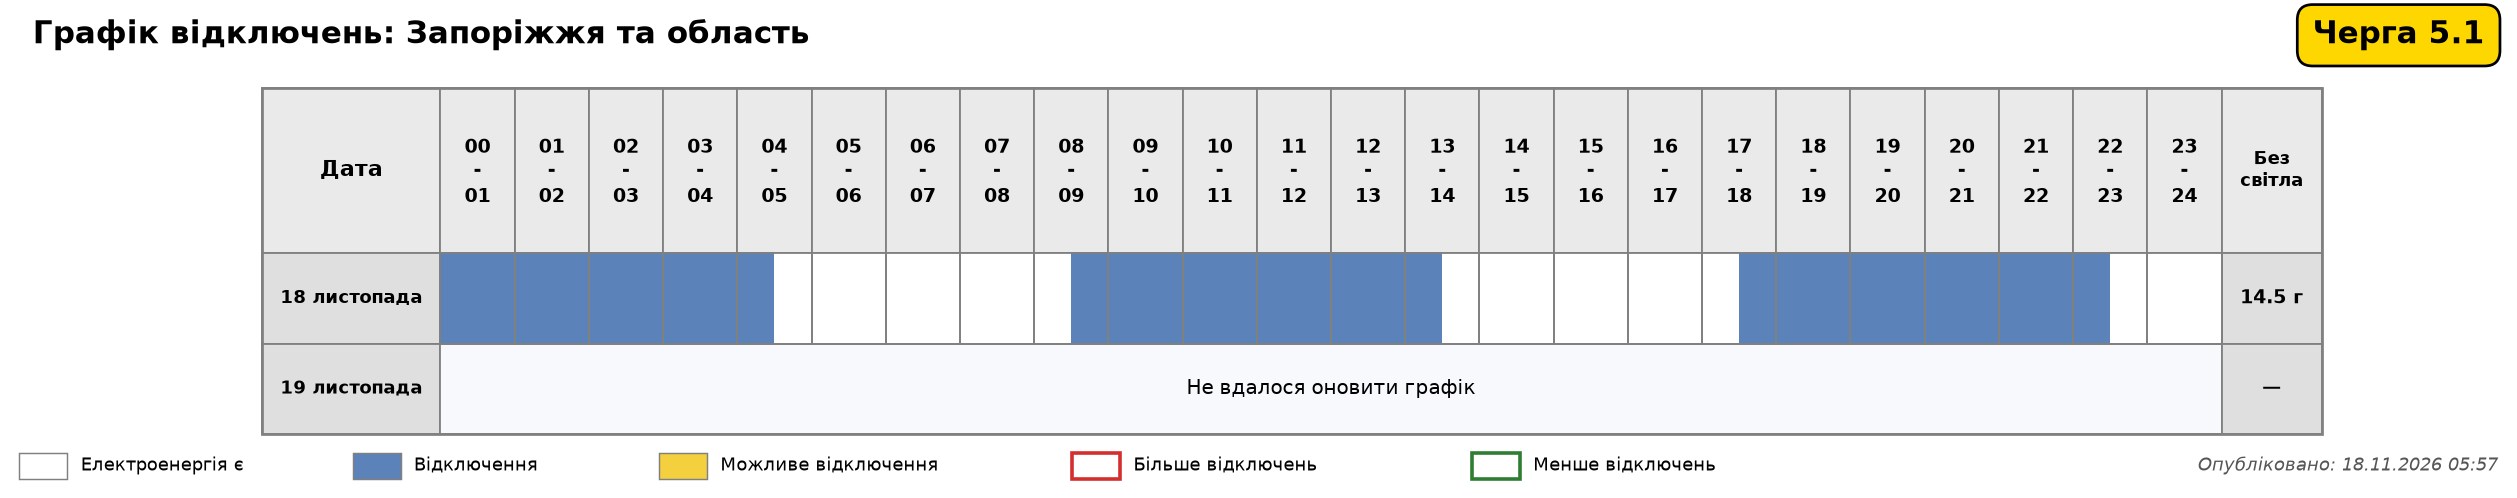 Графік відключень: Запоріжжя та область
Черга 5.1
Дата
00 - 01
01 - 02
02 - 03
03 - 04
04 - 05
05 - 06
06 - 07
07 - 08
08 - 09
09 - 10
10 - 11
11 - 12
12 - 13
13 - 14
14 - 15
15 - 16
16 - 17
17 - 18
18 - 19
19 - 20
20 - 21
21 - 22
22 - 23
23 - 24
Без
світла
18 листопада
14.5 г
19 листопада
Не вдалося оновити графік
—
Електроенергія є
Відключення
Можливе відключення
Більше відключень
Менше відключень
Опубліковано: 18.11.2026 05:57